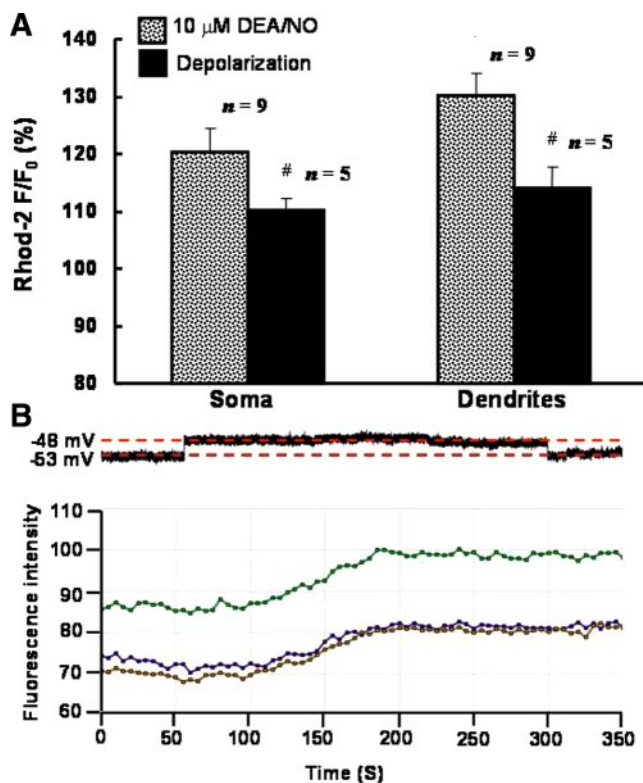 A
10 µM DEA/NO
Depolarization
Rhod-2 F/F0 (%)
140
130
120
110
100
90
80
n = 9
# n = 5
n = 9
# n = 5
Soma
Dendrites
B
-48 mV
-53 mV
Fluorescence intensity
110
100
90
80
70
60
0
50
100
150
200
250
300
350
Time (S)